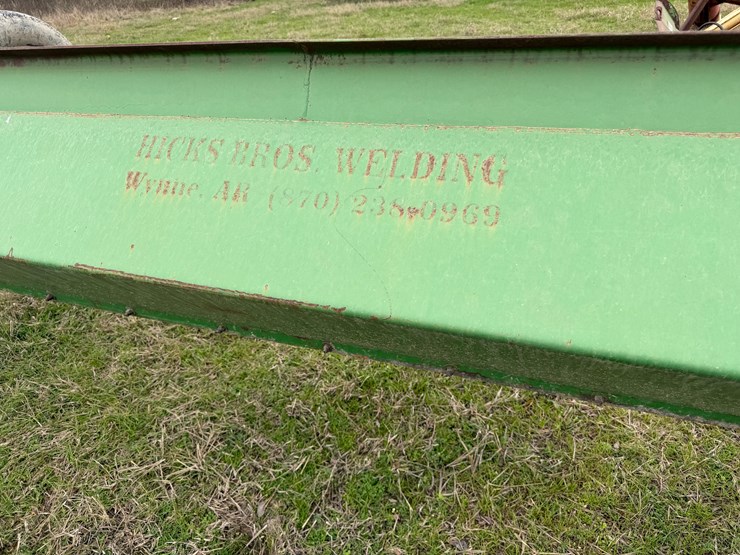 HICKS BROS. WELDING
Wynne, AR (870) 238-0969